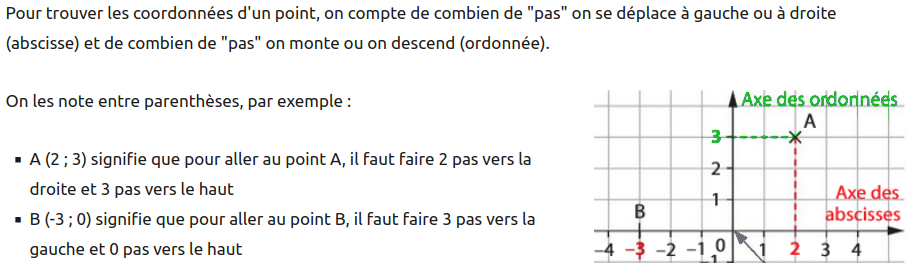 Pour trouver les coordonnées d'un point, on compte de combien de "pas" on se déplace à gauche ou à droite
(abscisse) et de combien de "pas" on monte ou on descend (ordonnée).
On les note entre parenthèses, par exemple :
▪ A (2 ; 3) signifie que pour aller au point A, il faut faire 2 pas vers la
droite et 3 pas vers le haut
▪ B (-3 ; 0) signifie que pour aller au point B, il faut faire 3 pas vers la
gauche et 0 pas vers le haut
Axe des ordonnées
A
3
2
1
Axe des
abscisses
B
−4 −3 −2 −1 0 1 2 3 4